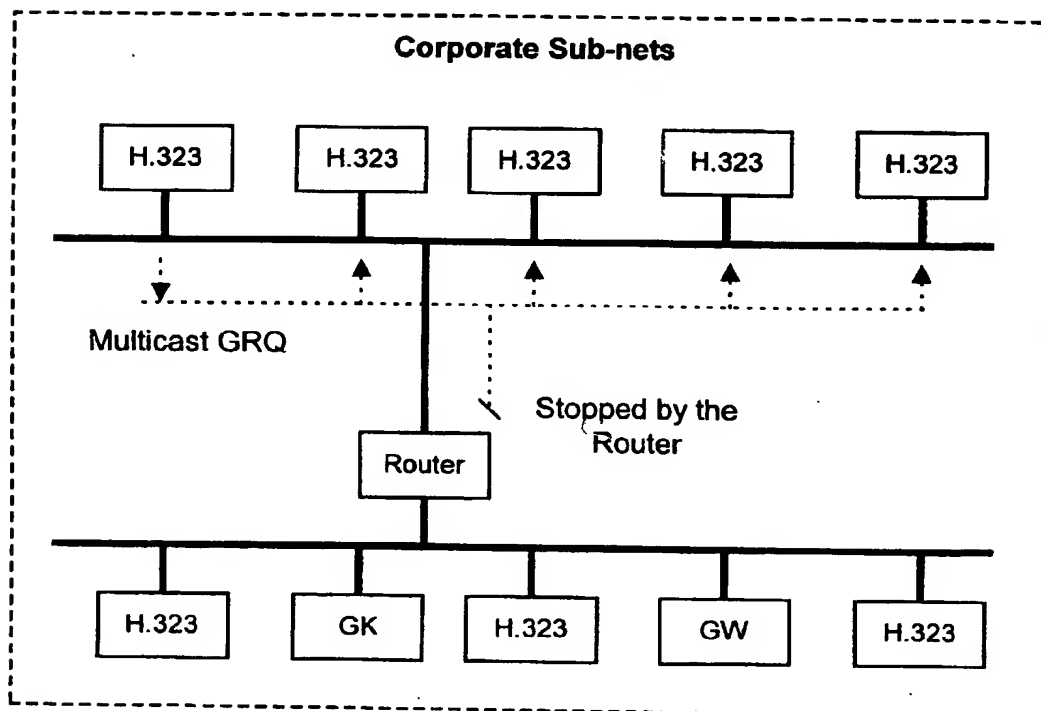 Corporate Sub-nets
H.323 H.323 H.323 H.323 H.323
Multicast GRQ
Stopped by the
Router
Router
H.323 GK H.323 GW H.323